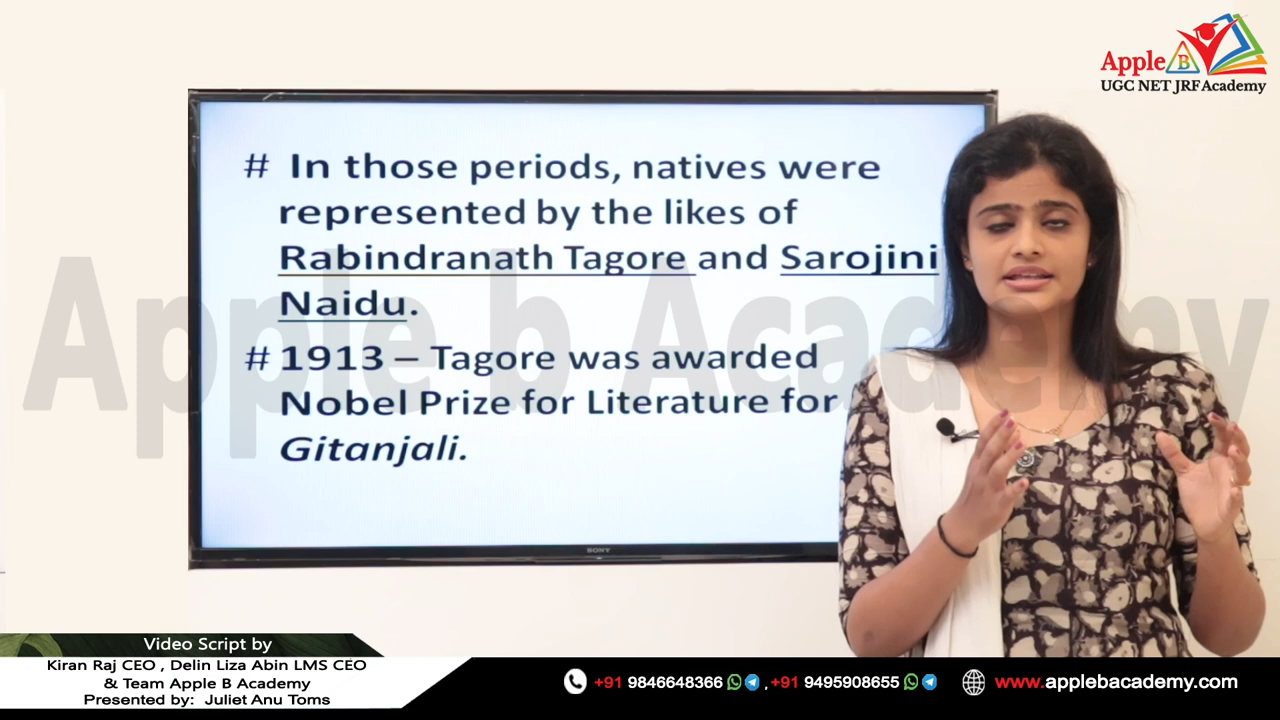 Apple B
UGC NET JRF Academy
# In those periods, natives were
represented by the likes of
Rabindranath Tagore and Sarojini
Naidu.
# 1913 – Tagore was awarded
Nobel Prize for Literature for
Gitanjali.
Apple b Academy
SONY
Video Script by
Kiran Raj CEO , Delin Liza Abin LMS CEO
& Team Apple B Academy
Presented by: Juliet Anu Toms
+91 9846648366 , +91 9495908655 www.applebacademy.com